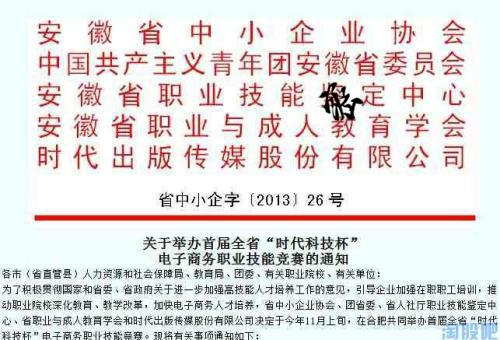 安徽省中小企业协会
中国共产主义青年团安徽省委员会
安徽省职业技能鉴定中心
安徽省职业与成人教育学会
时代出版传媒股份有限公司
省中小企字〔2013〕26号
关于举办首届全省“时代科技杯”
电子商务职业技能竞赛的通知
各市（省直管县）人力资源和社会保障局、教育局、团委、有关职业院校、有关单位：
为了积极贯彻国家和省委、省政府关于进一步加强高技能人才培养工作的意见，引导企业加强在职职工培训，推
动职业院校深化教育、教学改革，加快电子商务人才培养，省中小企业协会、团省委、省人社厅职业技能鉴定中
心、省职业与成人教育学会和时代出版传媒股份有限公司决定于今年11月上旬，在合肥共同举办首届全省“时代
科技杯”电子商务职业技能竞赛。现将有关事项通知如下：
淘股吧